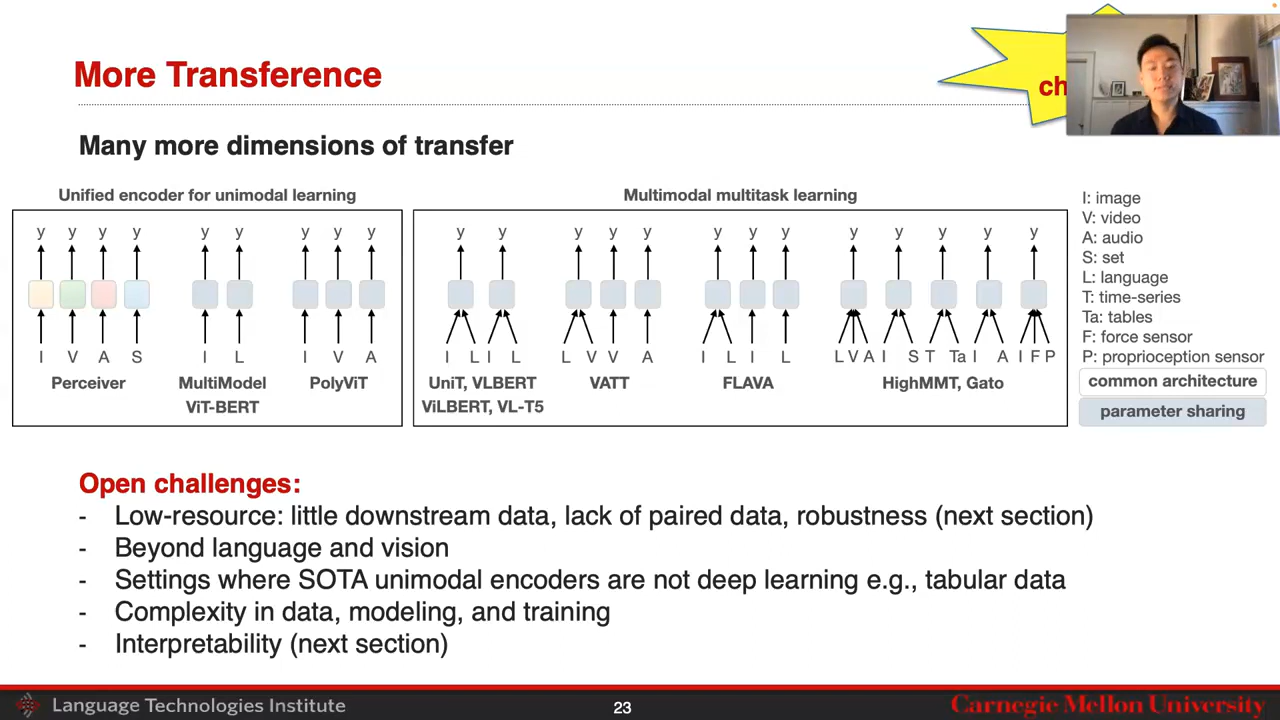 More Transference
ch
Many more dimensions of transfer
Unified encoder for unimodal learning
Multimodal multitask learning
y y y y y y y y y
y y y y y y y y y y y y y
I V A S I L I V A
I L I L L V V A I L I L L V A I S T Ta I A I F P
Perceiver
MultiModel
ViT-BERT
PolyViT
UniT, VLBERT
ViLBERT, VL-T5
VATT
FLAVA
HighMMT, Gato
I: image
V: video
A: audio
S: set
L: language
T: time-series
Ta: tables
F: force sensor
P: proprioception sensor
common architecture
parameter sharing
Open challenges:
- Low-resource: little downstream data, lack of paired data, robustness (next section)
- Beyond language and vision
- Settings where SOTA unimodal encoders are not deep learning e.g., tabular data
- Complexity in data, modeling, and training
- Interpretability (next section)
Language Technologies Institute
23
Carnegie Mellon University